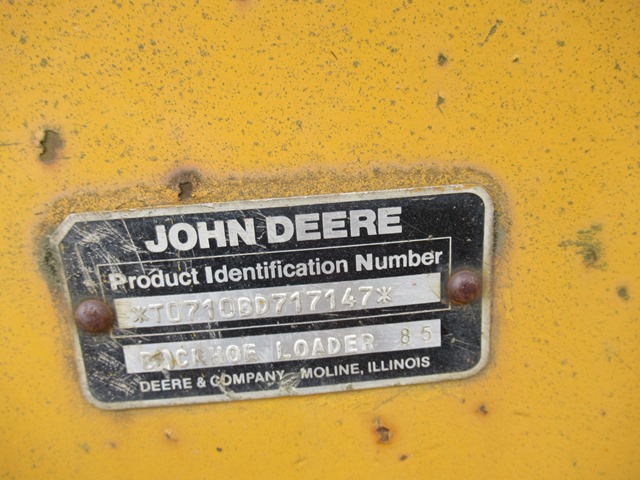 JOHN DEERE
Product Identification Number
*T0710BD717147*
BACKHOE LOADER 85
DEERE & COMPANY MOLINE, ILLINOIS